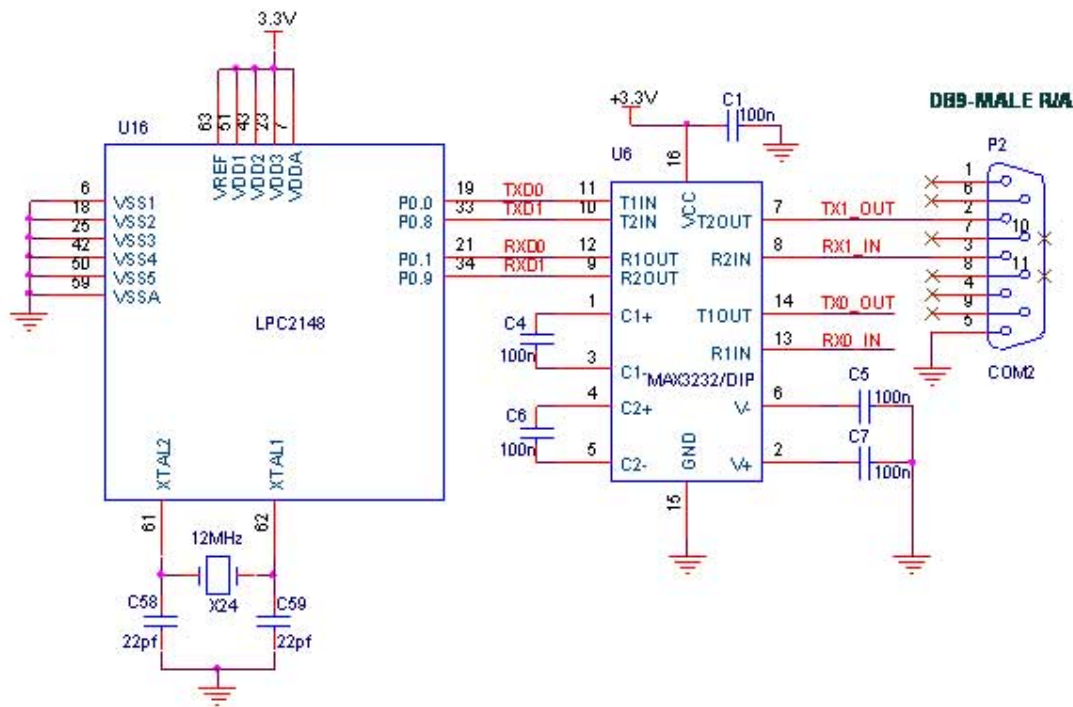 3.3V
U16
63
51
43
23
7
VREF
VDD1
VDD2
VDD3
VDDA
6
18
25
42
50
59
VSS1
VSS2
VSS3
VSS4
VSS5
VSSA
LPC2148
P0.0
P0.8
P0.1
P0.9
19
33
21
34
TXD0
TXD1
RXD0
RXD1
11
10
12
9
XTAL2
XTAL1
61
62
12MHz
X24
C58
22pf
C59
22pf
+3.3V
C1
100n
U6
16
VCC
T1IN
T2IN
R1OUT
R2OUT
C1+
C1-
C2+
C2-
T2OUT
R2IN
T1OUT
R1IN
V-
V+
MAX3232/DIP
GND
15
1
C4
100n
3
4
C6
100n
5
7
TX1_OUT
8
RX1_IN
14
TX0_OUT
13
RX0_IN
6
C5
100n
2
C7
100n
DB9-MALE R/A
P2
1
6
2
7
10
3
8
11
4
9
5
COM2